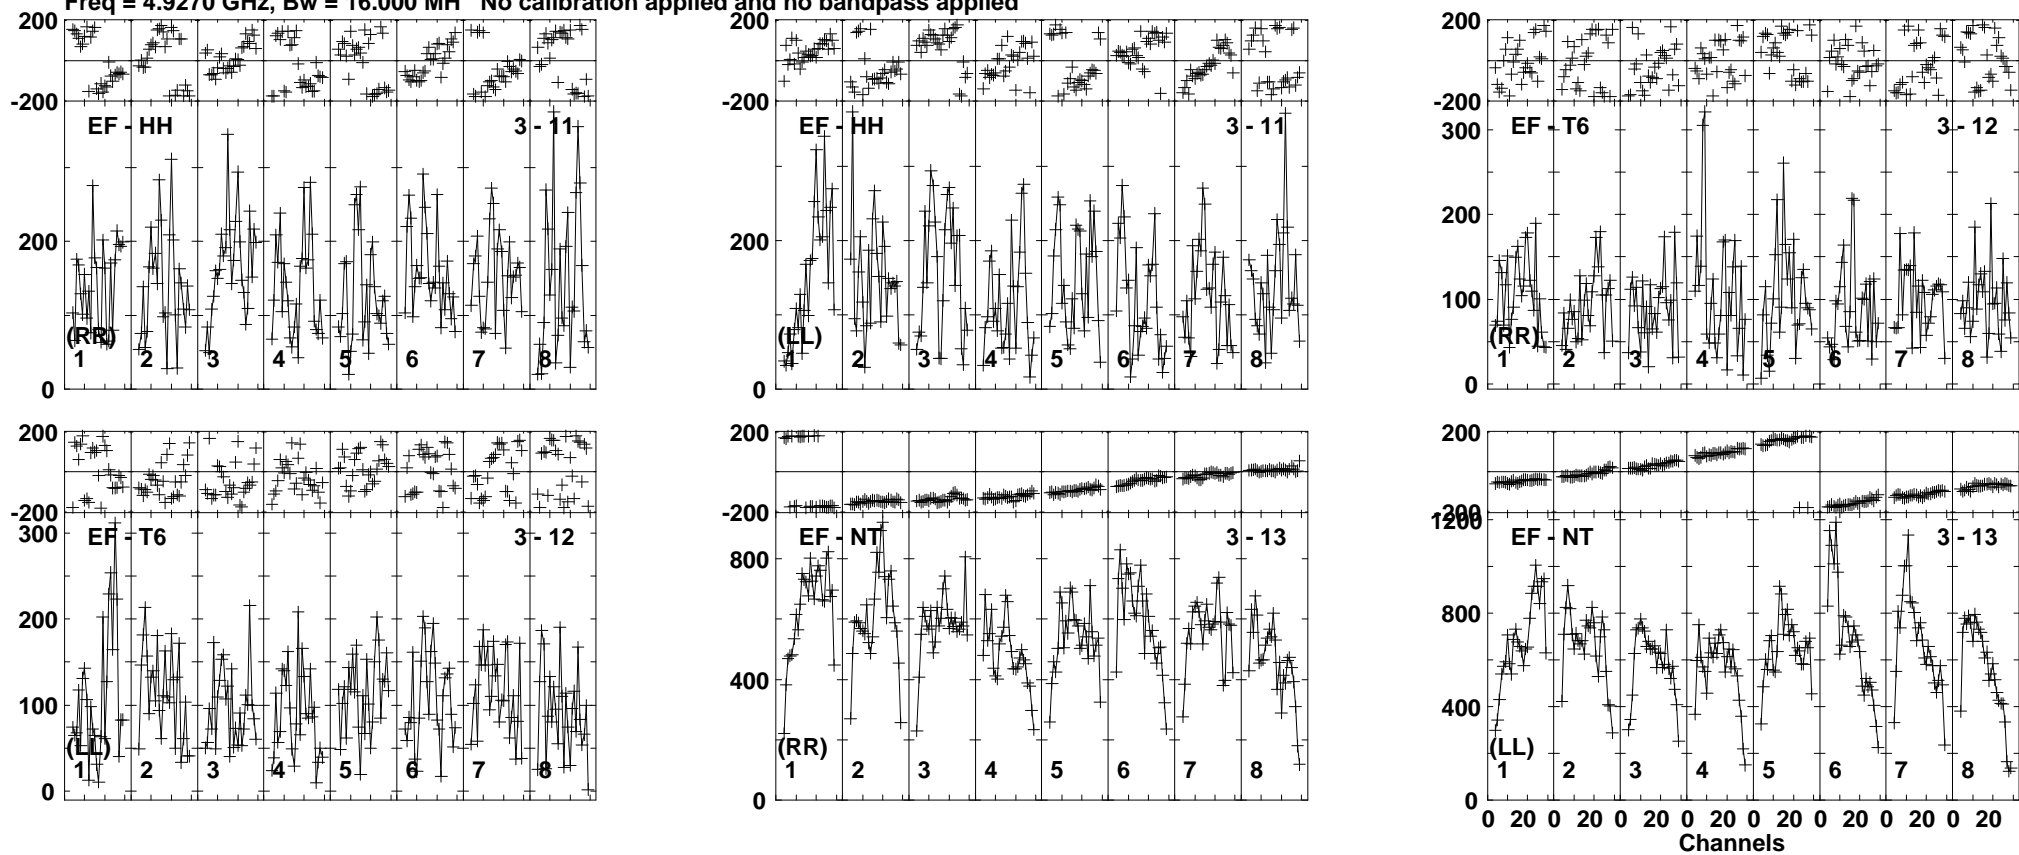 Freq = 4.9270 GHz, Bw = 16.000 MH No calibration applied and no bandpass applied
200
-200
EF - HH 3 - 11
200
(RR)
1 2 3 4 5 6 7 8
0
200
-200
EF - HH 3 - 11
200
(LL)
1 2 3 4 5 6 7 8
0
200
-200
300
EF - T6 3 - 12
200
100
(RR)
1 2 3 4 5 6 7 8
0
200
-200
300
EF - T6 3 - 12
200
100
(LL)
1 2 3 4 5 6 7 8
0
200
-200
EF - NT 3 - 13
800
400
(RR)
1 2 3 4 5 6 7 8
0
200
-200
1200
EF - NT 3 - 13
800
400
(LL)
1 2 3 4 5 6 7 8
0
0 20 0 20 0 20 0 20 0 20 0 20 0 20 0 20
Channels